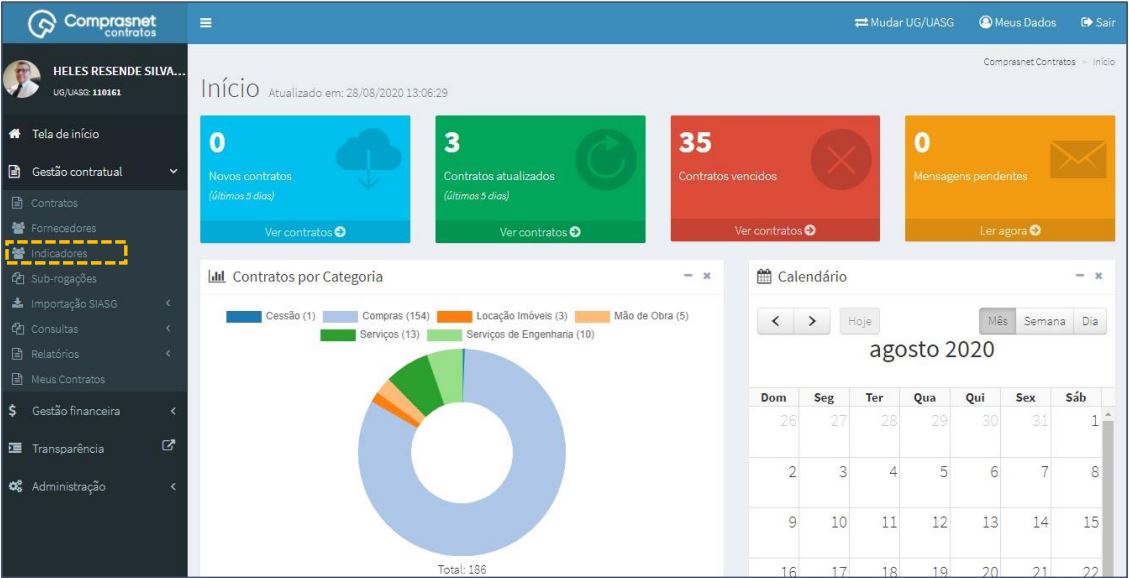 Comprasnet
contratos
Mudar UG/UASG
Meus Dados
Sair
HELES RESENDE SILVA...
UG/UASG: 110161
Comprasnet Contratos > Início
Início Atualizado em: 28/08/2020 13:06:29
Tela de início
Gestão contratual
Contratos
Fornecedores
Indicadores
Sub-rogações
Importação SIASG
Consultas
Relatórios
Meus Contratos
Gestão financeira
Transparência
Administração
0
Novos contratos
(últimos 5 dias)
Ver contratos
3
Contratos atualizados
(últimos 5 dias)
Ver contratos
35
Contratos vencidos
Ver contratos
0
Mensagens pendentes
Ler agora
Contratos por Categoria
Cessão (1) Compras (154) Locação Imóveis (3) Mão de Obra (5)
Serviços (13) Serviços de Engenharia (10)
Total: 186
Calendário
< > Hoje Mês Semana Dia
agosto 2020
Dom Seg Ter Qua Qui Sex Sáb
26 27 28 29 30 31 1
2 3 4 5 6 7 8
9 10 11 12 13 14 15
16 17 18 19 20 21 22